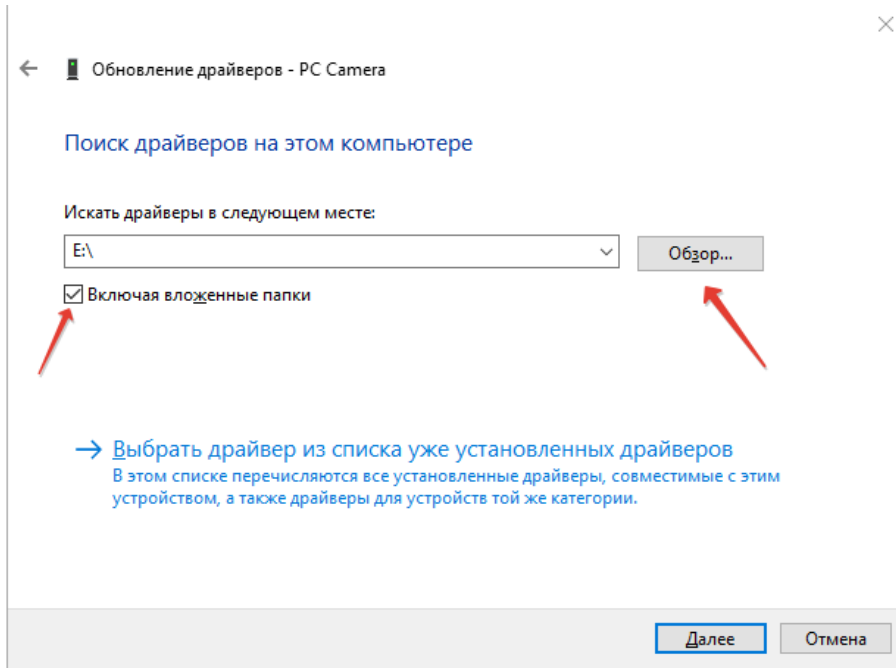 Обновление драйверов - PC Camera
Поиск драйверов на этом компьютере
Искать драйверы в следующем месте:
E:\
Обзор...
Включая вложенные папки
Выбрать драйвер из списка уже установленных драйверов
В этом списке перечисляются все установленные драйверы, совместимые с этим
устройством, а также драйверы для устройств той же категории.
Далее
Отмена